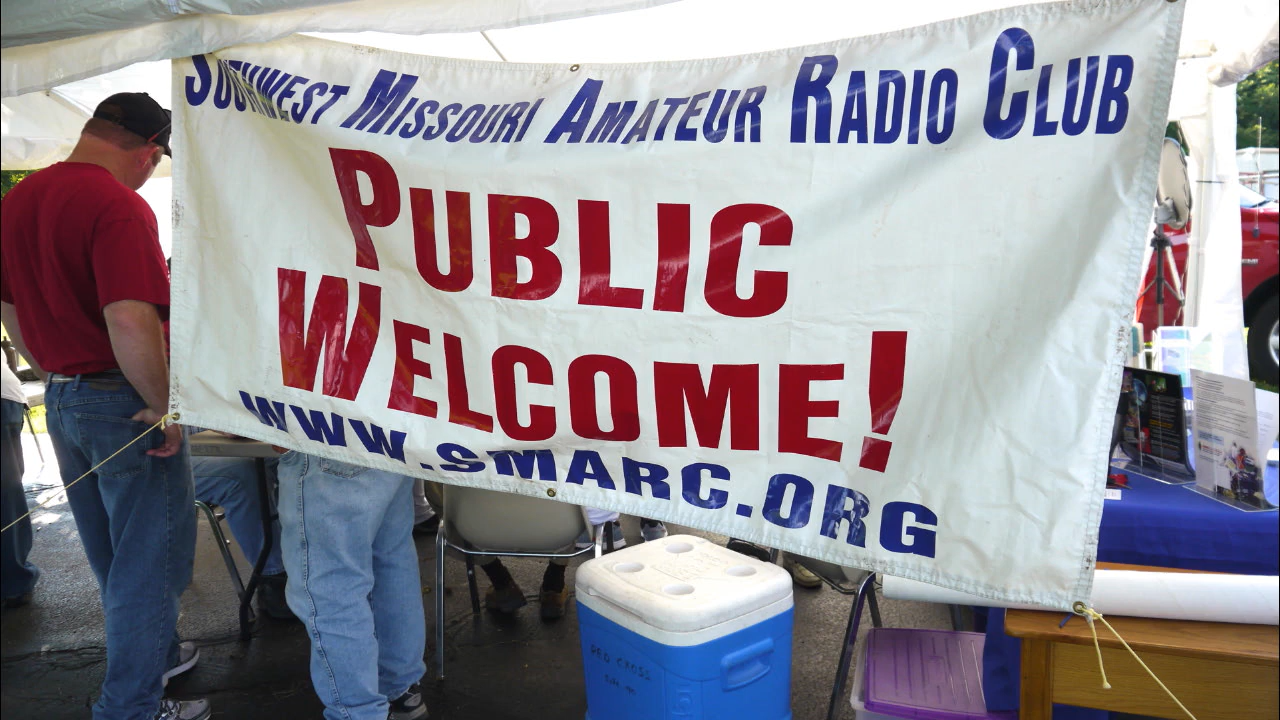 SOUTHWEST MISSOURI AMATEUR RADIO CLUB
PUBLIC
WELCOME!
WWW.SMARC.ORG
RED CROSS